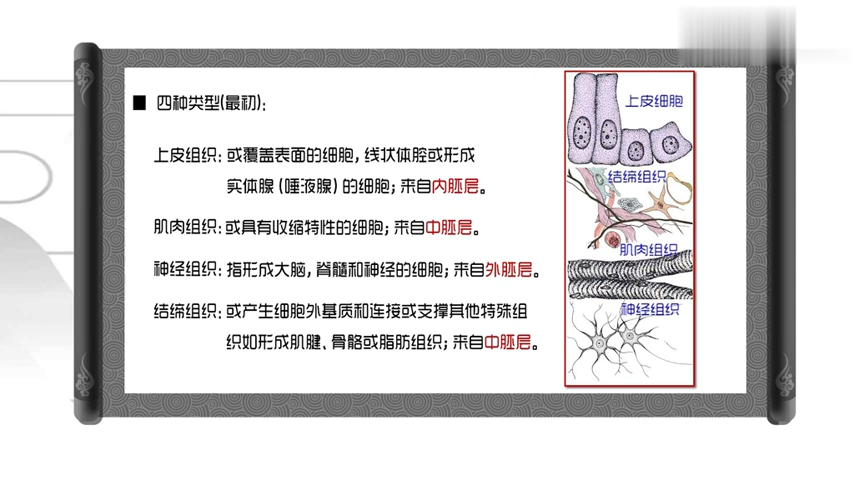 ■ 四种类型(最初):
上皮组织: 或覆盖表面的细胞, 线状体腔或形成
实体腺 (唾液腺) 的细胞; 来自内胚层。
肌肉组织: 或具有收缩特性的细胞; 来自中胚层。
神经组织: 指形成大脑, 脊髓和神经的细胞; 来自外胚层。
结缔组织: 或产生细胞外基质和连接或支撑其他特殊组
织如形成肌腱、骨骼或脂肪组织; 来自中胚层。
上皮细胞
结缔组织
肌肉组织
神经组织